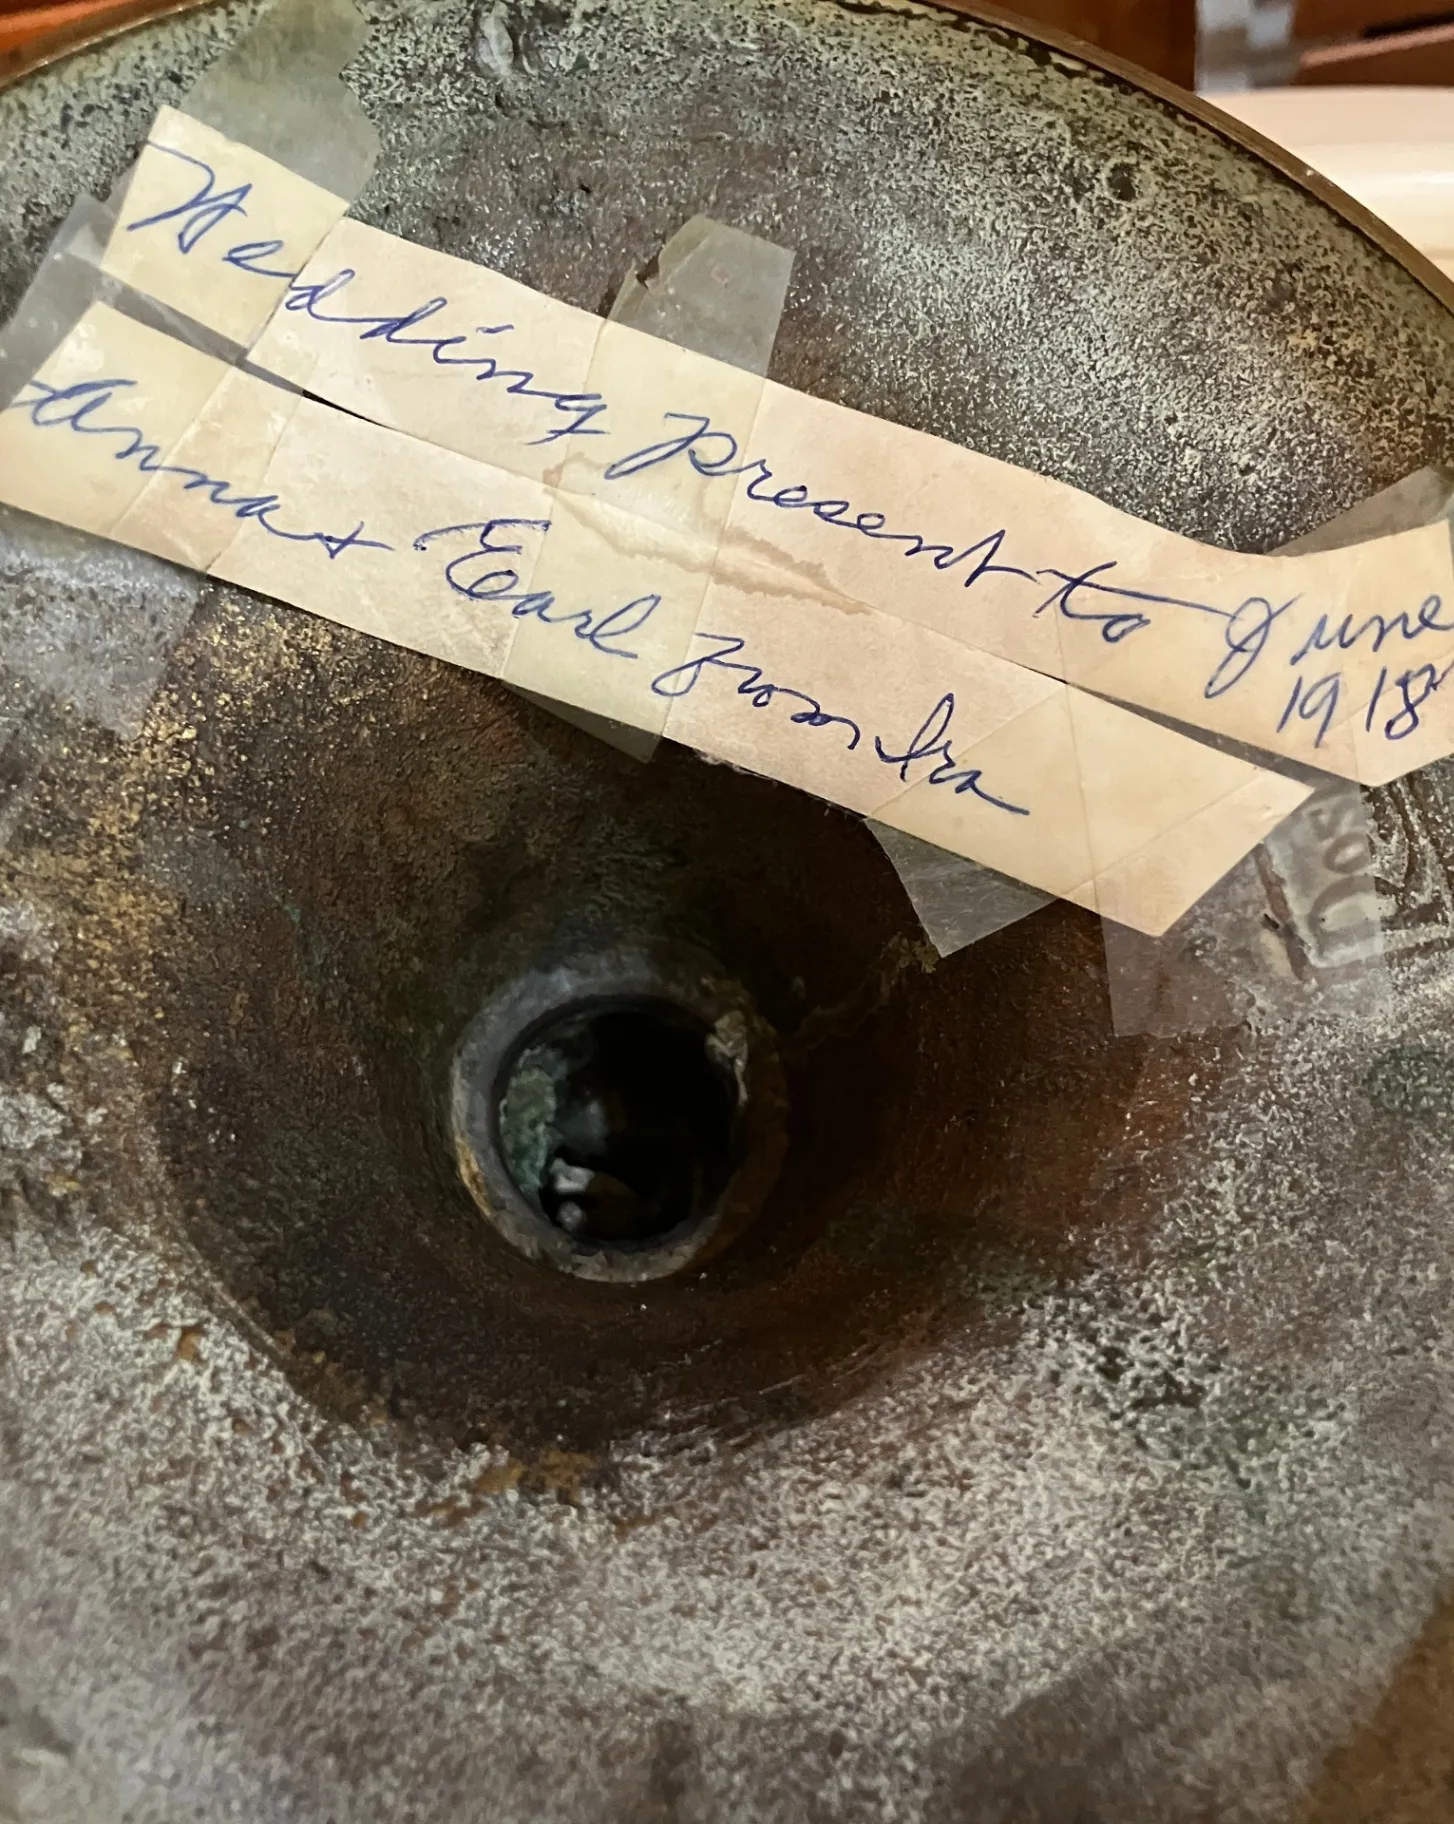 Wedding present to June
1918
Anna + Earl from Ira